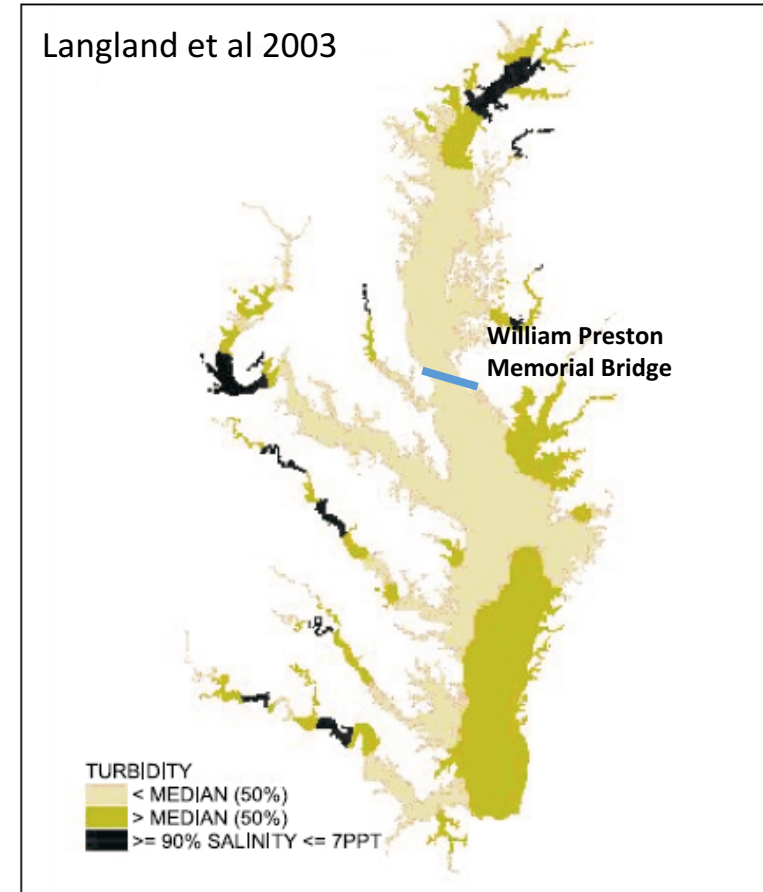 Langland et al 2003
William Preston
Memorial Bridge
TURBIDITY
< MEDIAN (50%)
> MEDIAN (50%)
>= 90% SALINITY <= 7PPT